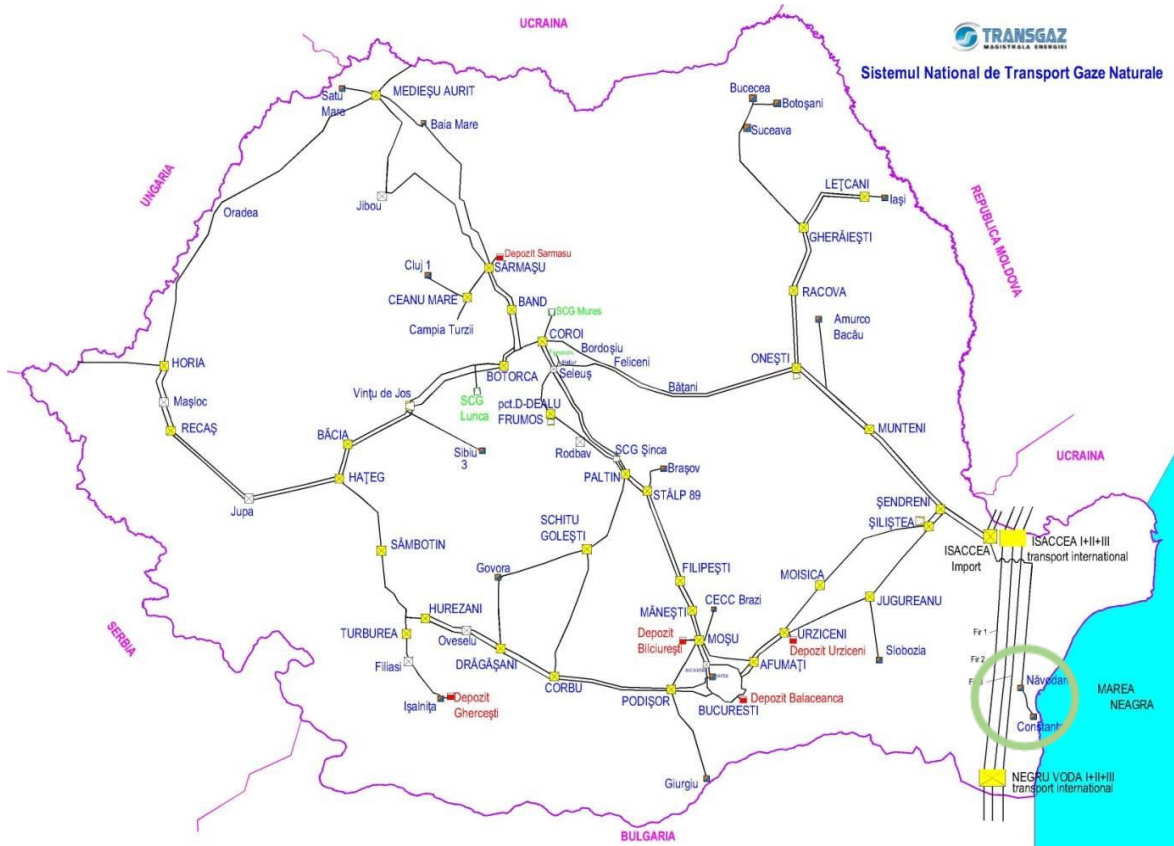 UCRAINA
TRANSGAZ
MAGISTRALA ENERGIEI
Sistemul National de Transport Gaze Naturale
Satu
Mare
MEDIEŞU AURIT
Baia Mare
Bucecea
Botoşani
Suceava
UNGARIA
Oradea
Jibou
LEŢCANI
Iaşi
REPUBLICA MOLDOVA
GHERĂIEŞTI
Depozit Sarmasu
SĂRMAŞU
Cluj 1
CEANU MARE
Campia Turzii
BAND
SCG Mures
COROI
RACOVA
Amurco
Bacău
Bordoşiu
Feliceni
ONEŞTI
HORIA
BOTORCA
Seleuş
Băţani
Maşloc
Vinţu de Jos
SCG
Lunca
pct.D-DEALU
FRUMOS
RECAŞ
BĂCIA
Sibiu
3
Rodbav
SCG Şinca
MUNTENI
HAŢEG
PALTIN
Braşov
STÂLP 89
UCRAINA
Jupa
ŞENDRENI
ŞILIŞTEA
SCHITU
GOLEŞTI
ISACCEA
Import
ISACCEA I+II+III
transport international
SÂMBOTIN
Govora
FILIPEŞTI
MOISICA
CECC Brazi
JUGUREANU
HUREZANI
Oveselu
MĂNEŞTI
SERBIA
TURBUREA
Depozit
Bilciureşti
MOŞU
URZICENI
Depozit Urziceni
Fir 1
Filiasi
DRĂGĂŞANI
AFUMAŢI
Slobozia
Fir 2
CORBU
PODIŞOR
BUCURESTI
Depozit Balaceanca
Işalniţa
Depozit
Gherceşti
Năvodari
MAREA
NEAGRA
Constanta
Giurgiu
NEGRU VODA I+II+III
transport international
BULGARIA